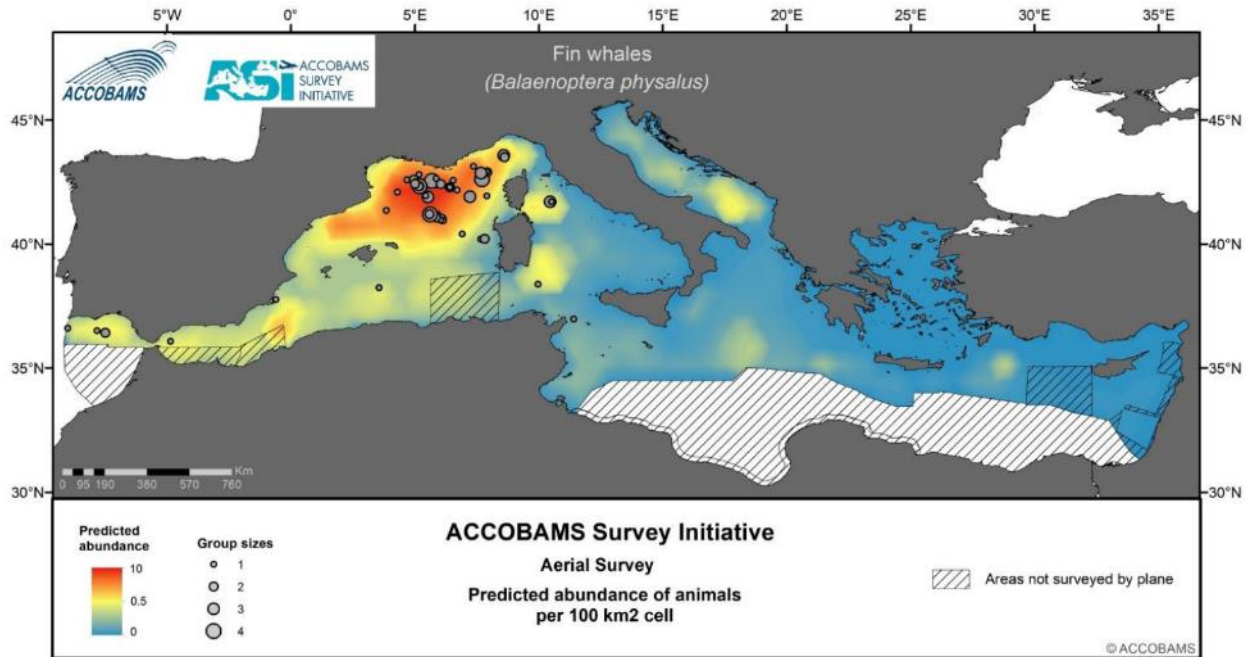 5°W 0° 5°E 10°E 15°E 20°E 25°E 30°E 35°E
ACCOBAMS
ASI
ACCOBAMS
SURVEY
INITIATIVE
Fin whales
(Balaenoptera physalus)
45°N 45°N
40°N 40°N
35°N 35°N
30°N 30°N
Km
0 95 190 380 570 760
Predicted
abundance
10
0.5
0
Group sizes
1
2
3
4
ACCOBAMS Survey Initiative
Aerial Survey
Predicted abundance of animals
per 100 km2 cell
Areas not surveyed by plane
© ACCOBAMS